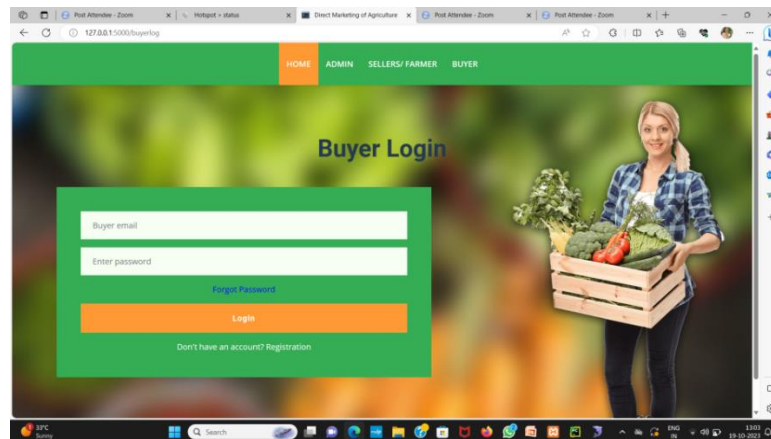 Post Attendee - Zoom
Hotspot + status
Direct Marketing of Agriculture
Post Attendee - Zoom
Post Attendee - Zoom
127.0.0.1:5000/buyerlog
HOME ADMIN SELLERS/ FARMER BUYER
Buyer Login
Buyer email
Enter password
Forgot Password
Login
Don't have an account? Registration
33°C
Sunny
Search
ENG
IN
1303
19-10-2023